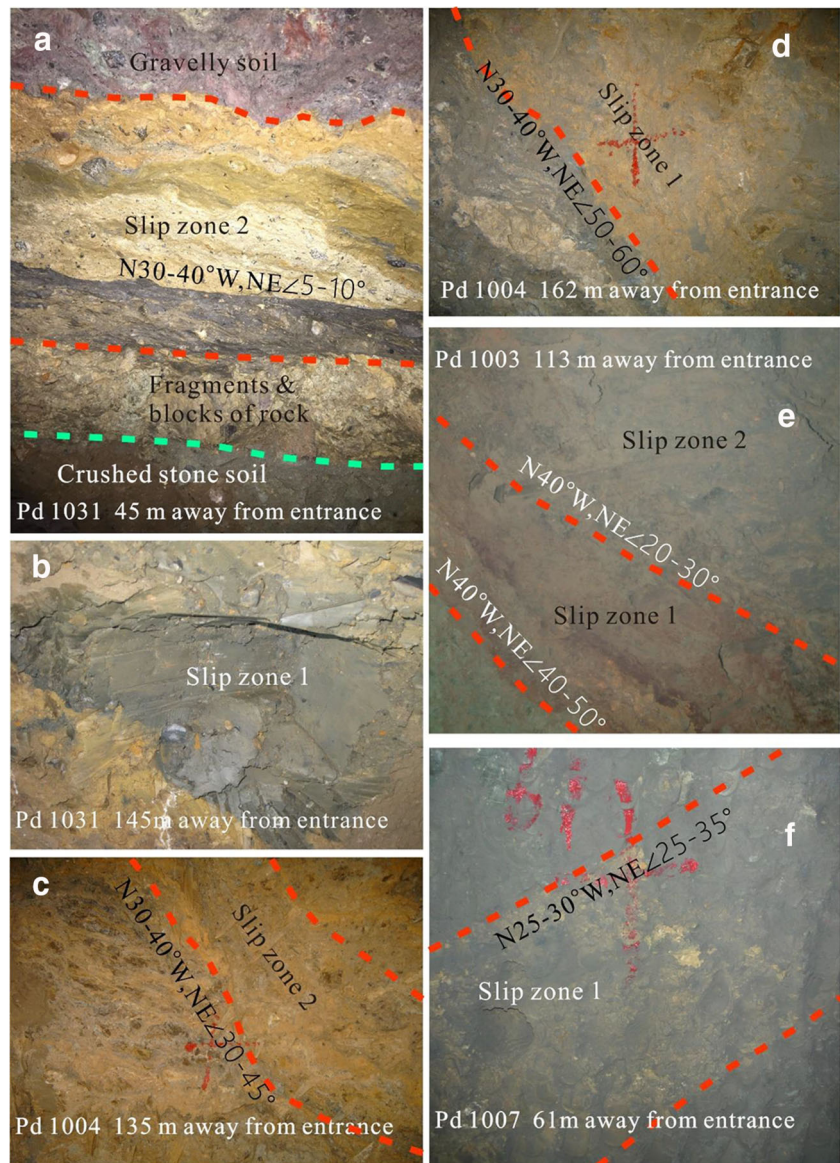 a
Gravelly soil
Slip zone 2
N30-40°W,NE∠5-10°
Fragments &
blocks of rock
Crushed stone soil
Pd 1031 45 m away from entrance
b
Slip zone 1
Pd 1031 145m away from entrance
c
Slip zone 2
N30-40°W,NE∠30-45°
Pd 1004 135 m away from entrance
d
Slip zone 1
N30-40°W,NE∠50-60°
Pd 1004 162 m away from entrance
Pd 1003 113 m away from entrance
e
Slip zone 2
N40°W,NE∠20-30°
Slip zone 1
N40°W,NE∠40-50°
f
N25-30°W,NE∠25-35°
Slip zone 1
Pd 1007 61m away from entrance